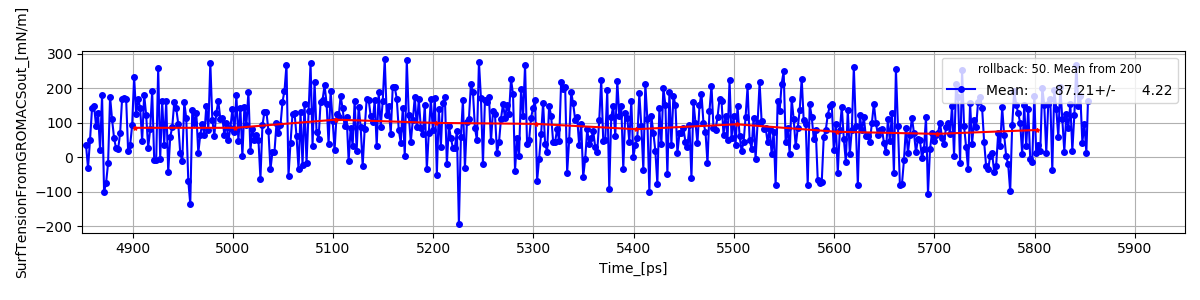 SurfTensionFromGROMACSout_[mN/m]
300
200
100
0
−100
−200
rollback: 50. Mean from 200
Mean: 87.21+/- 4.22
4900 5000 5100 5200 5300 5400 5500 5600 5700 5800 5900
Time_[ps]